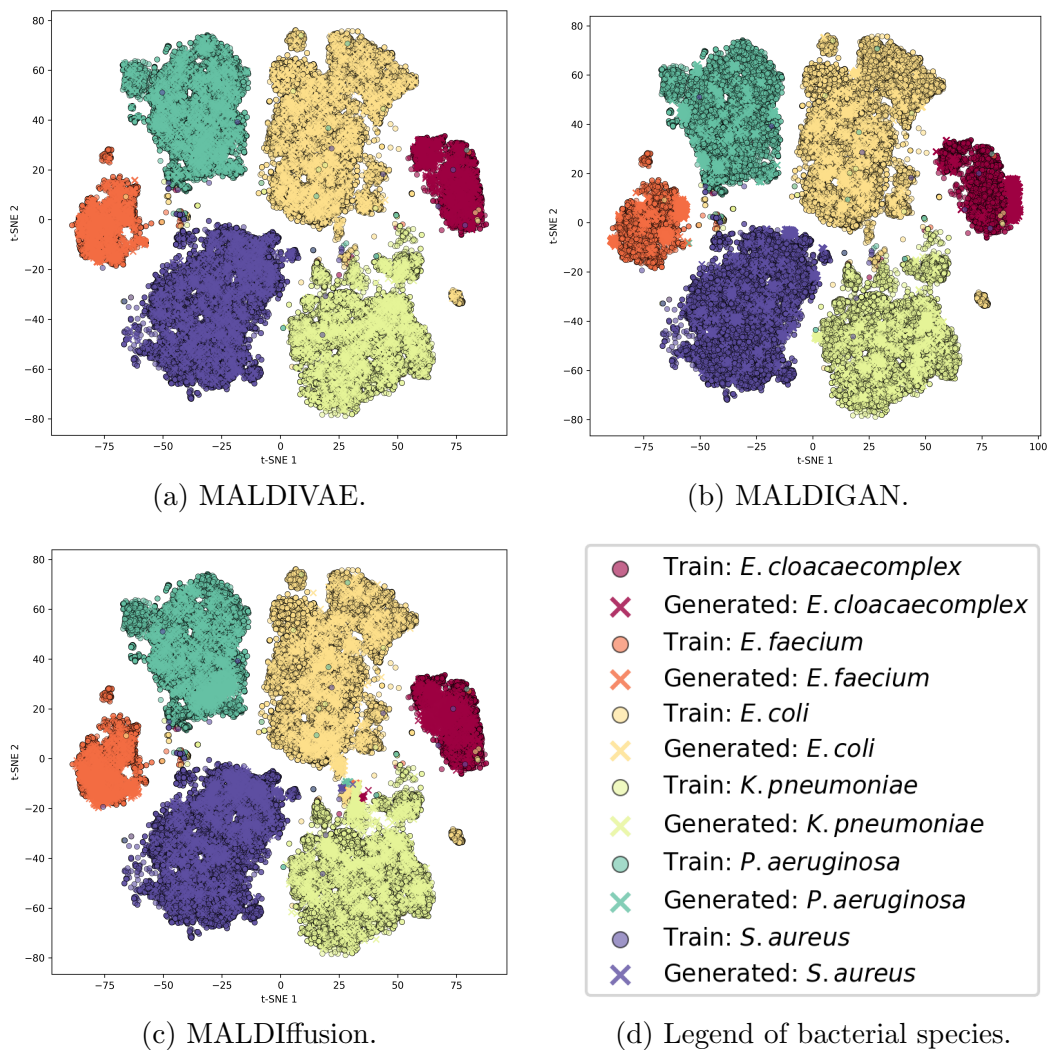 80
60
40
20
0
−20
−40
−60
−80
t-SNE 2
−75 −50 −25 0 25 50 75
t-SNE 1
(a) MALDIVAE.
80
60
40
20
0
−20
−40
−60
−80
t-SNE 2
−75 −50 −25 0 25 50 75 100
t-SNE 1
(b) MALDIGAN.
80
60
40
20
0
−20
−40
−60
−80
t-SNE 2
−75 −50 −25 0 25 50 75
t-SNE 1
(c) MALDIffusion.
Train: E. cloacaecomplex
Generated: E. cloacaecomplex
Train: E. faecium
Generated: E. faecium
Train: E. coli
Generated: E. coli
Train: K. pneumoniae
Generated: K. pneumoniae
Train: P. aeruginosa
Generated: P. aeruginosa
Train: S. aureus
Generated: S. aureus
(d) Legend of bacterial species.